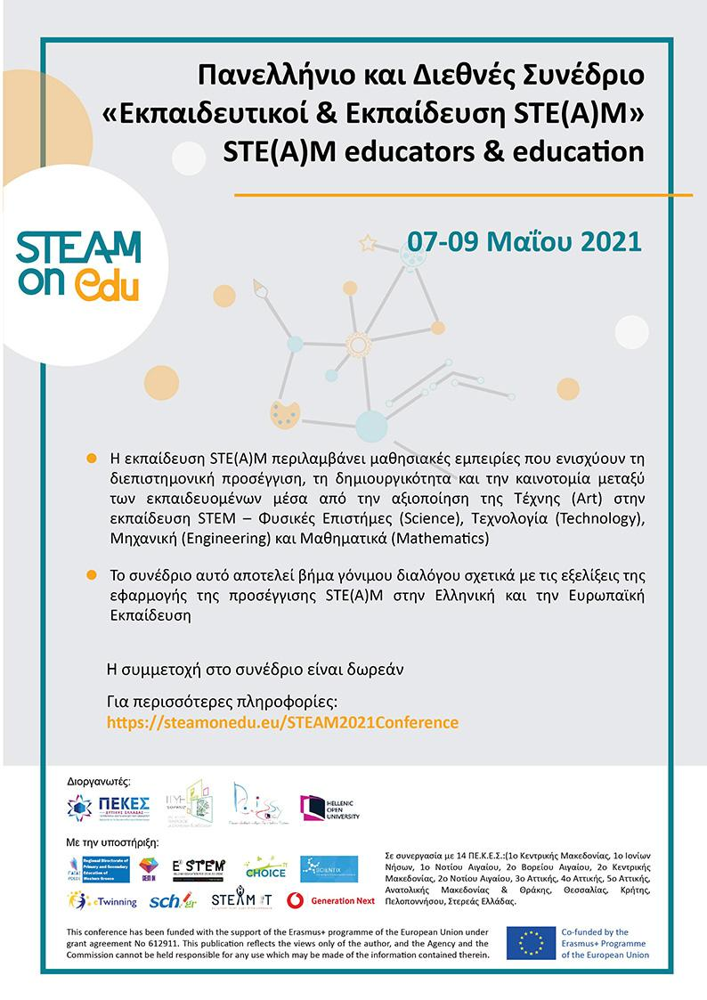 Πανελλήνιο και Διεθνές Συνέδριο
«Εκπαιδευτικοί & Εκπαίδευση STE(A)M»
STE(A)M educators & education
STEAM
on edu
07-09 Μαΐου 2021
Η εκπαίδευση STE(A)M περιλαμβάνει μαθησιακές εμπειρίες που ενισχύουν τη
διεπιστημονική προσέγγιση, τη δημιουργικότητα και την καινοτομία μεταξύ
των εκπαιδευομένων μέσα από την αξιοποίηση της Τέχνης (Art) στην
εκπαίδευση STEM – Φυσικές Επιστήμες (Science), Τεχνολογία (Technology),
Μηχανική (Engineering) και Μαθηματικά (Mathematics)
Το συνέδριο αυτό αποτελεί βήμα γόνιμου διαλόγου σχετικά με τις εξελίξεις της
εφαρμογής της προσέγγισης STE(A)M στην Ελληνική και την Ευρωπαϊκή
Εκπαίδευση
Η συμμετοχή στο συνέδριο είναι δωρεάν
Για περισσότερες πληροφορίες:
https://steamonedu.eu/STEAM2021Conference
Διοργανωτές:
ΠΕΚΕΣ
ΔΥΤΙΚΗΣ ΕΛΛΑΔΑΣ
HELLENIC
OPEN
UNIVERSITY
Με την υποστήριξη:
Regional Directorate of
Primary and Secondary
Education of
Western Greece
E STEM
CHOICE
SCIENTIX
eTwinning
sch.gr
STEAM IT
Generation Next
Σε συνεργασία με 14 ΠΕ.Κ.Ε.Σ.:(1ο Κεντρικής Μακεδονίας, 1ο Ιονίων
Νήσων, 1ο Νοτίου Αιγαίου, 2ο Βορείου Αιγαίου, 2ο Κεντρικής
Μακεδονίας, 2ο Νοτίου Αιγαίου, 3ο Αττικής, 4ο Αττικής, 5ο Αττικής,
Ανατολικής Μακεδονίας & Θράκης, Θεσσαλίας, Κρήτης,
Πελοποννήσου, Στερεάς Ελλάδας.
This conference has been funded with the support of the Erasmus+ programme of the European Union under
grant agreement No 612911. This publication reflects the views only of the author, and the Agency and the
Commission cannot be held responsible for any use which may be made of the information contained therein.
Co-funded by the
Erasmus+ Programme
of the European Union